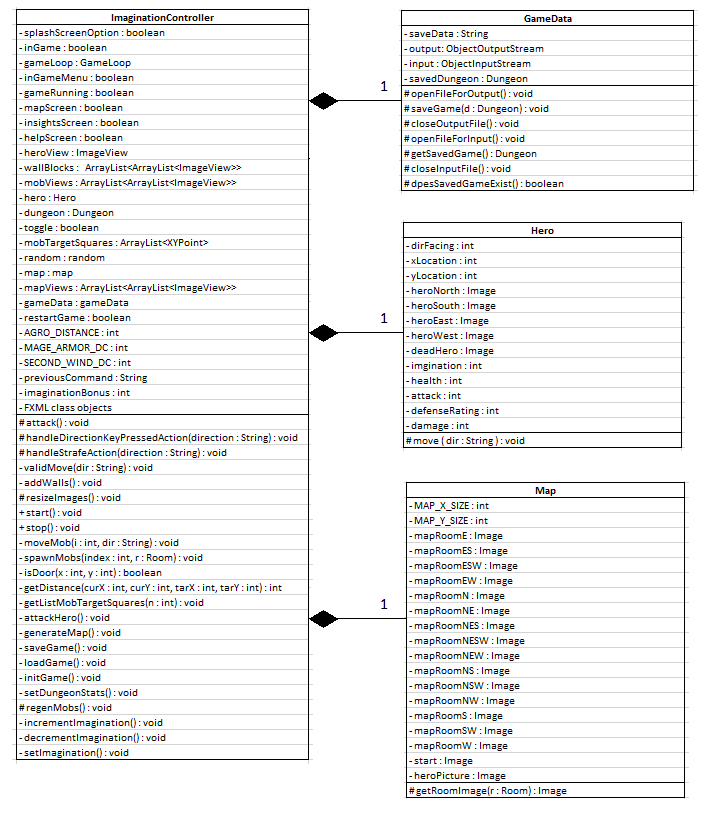 ImaginationController
- splashScreenOption : boolean
- inGame : boolean
- gameLoop : GameLoop
- inGameMenu : boolean
- gameRunning : boolean
- mapScreen : boolean
- insightsScreen : boolean
- helpScreen : boolean
- heroView : ImageView
- wallBlocks : ArrayList<ArrayList<ImageView>>
- mobViews : ArrayList<ArrayList<ImageView>>
- hero : Hero
- dungeon : Dungeon
- toggle : boolean
- mobTargetSquares : ArrayList<XYPoint>
- random : random
- map : map
- mapViews : ArrayList<ArrayList<ImageView>>
- gameData : gameData
- restartGame : boolean
- AGRO_DISTANCE : int
- MAGE_ARMOR_DC : int
- SECOND_WIND_DC : int
- previousCommand : String
- imaginationBonus : int
- FXML class objects
# attack() : void
# handleDirectionKeyPressedAction(direction : String) : void
# handleStrafeAction(direction : String) : void
- validMove(dir : String) : void
- addWalls() : void
# resizeImages() : void
+ start() : void
+ stop() : void
- moveMob(i : int, dir : String) : void
- spawnMobs(index : int, r : Room) : void
- isDoor(x : int, y : int) : boolean
- getDistance(curX : int, curY : int, tarX : int, tarY : int) : int
- getListMobTargetSquares(n : int) : void
- attackHero() : void
- generateMap() : void
- saveGame() : void
- loadGame() : void
- initGame() : void
- setDungeonStats() : void
# regenMobs() : void
- incrementImagination() : void
- decrementImagination() : void
- setImagination() : void
1
GameData
- saveData : String
- output: ObjectOutputStream
- input : ObjectInputStream
- savedDungeon : Dungeon
# openFileForOutput() : void
# saveGame(d : Dungeon) : void
# closeOutputFile() : void
# openFileForInput() : void
# getSavedGame() : Dungeon
# closeInputFile() : void
# dpesSavedGameExist() : boolean
1
Hero
- dirFacing : int
- xLocation : int
- yLocation : int
- heroNorth : Image
- heroSouth : Image
- heroEast : Image
- heroWest : Image
- deadHero : Image
- imgination : int
- health : int
- attack : int
- defenseRating : int
- damage : int
# move ( dir : String ) : void
1
Map
- MAP_X_SIZE : int
- MAP_Y_SIZE : int
- mapRoomE : Image
- mapRoomES : Image
- mapRoomESW : Image
- mapRoomEW : Image
- mapRoomN : Image
- mapRoomNE : Image
- mapRoomNES : Image
- mapRoomNESW : Image
- mapRoomNEW : Image
- mapRoomNS : Image
- mapRoomNSW : Image
- mapRoomNW : Image
- mapRoomS : Image
- mapRoomSW : Image
- mapRoomW : Image
- start : Image
- heroPicture : Image
# getRoomImage(r : Room) : Image